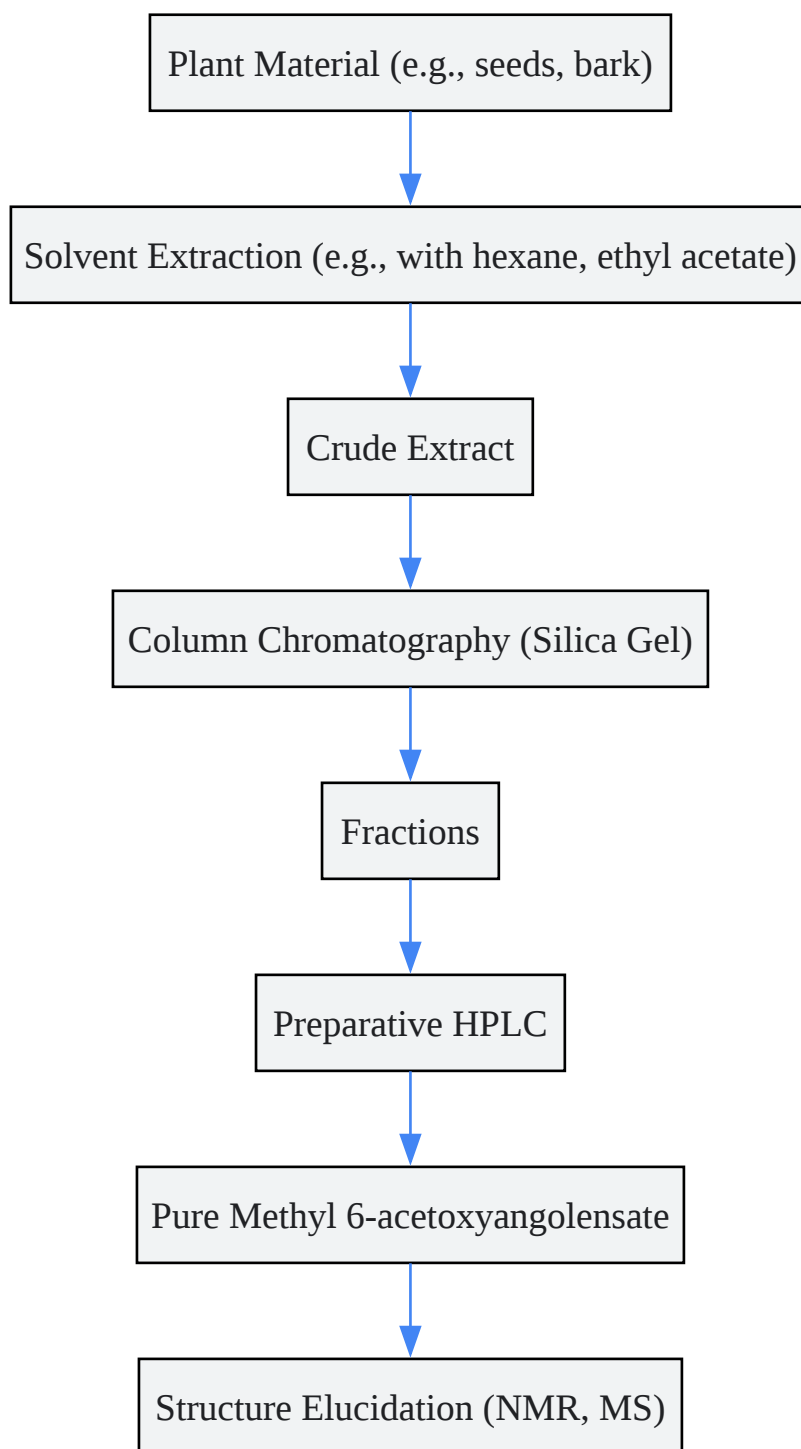 Plant Material (e.g., seeds, bark)
Solvent Extraction (e.g., with hexane, ethyl acetate)
Crude Extract
Column Chromatography (Silica Gel)
Fractions
Preparative HPLC
Pure Methyl 6-acetoxyangolensate
Structure Elucidation (NMR, MS)